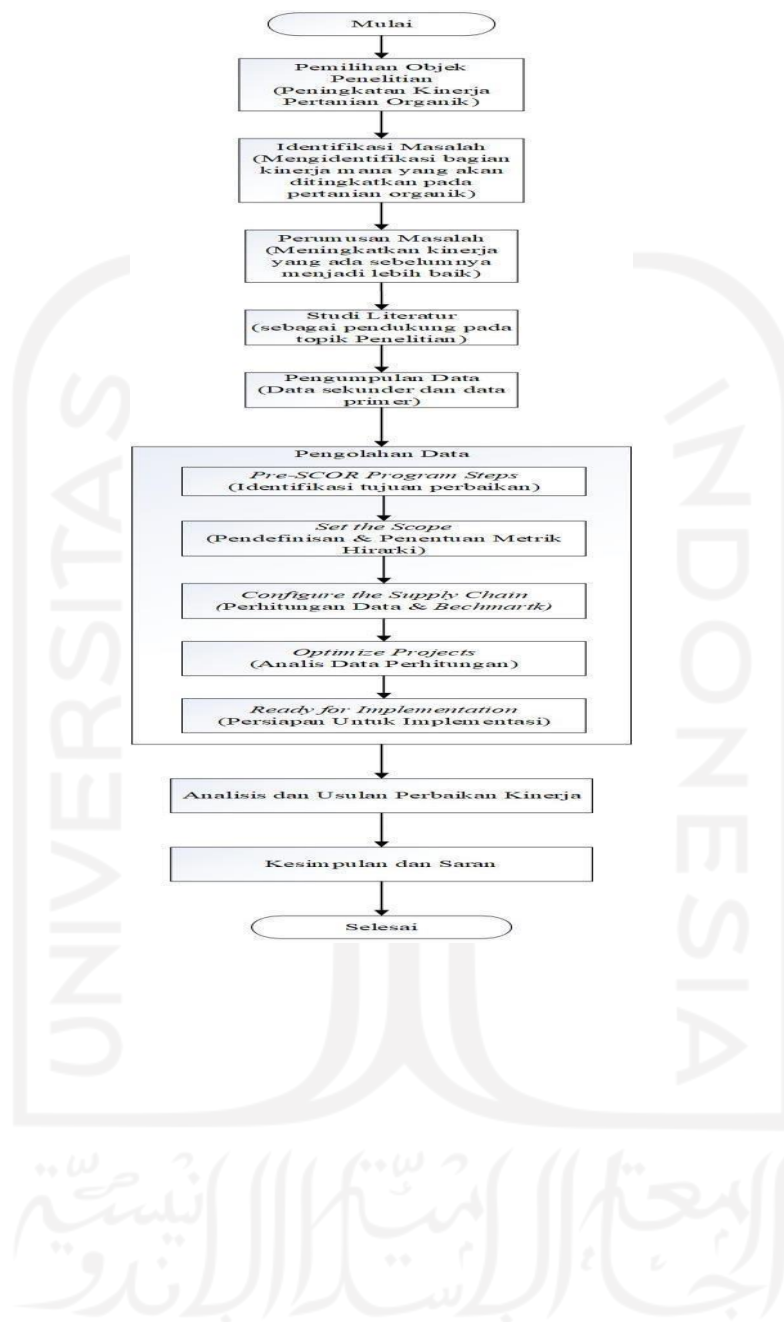 Mulai
Pemilihan Objek
Penelitian
(Peningkatan Kinerja
Pertanian Organik)
Identifikasi Masalah
(Mengidentifikasi bagian
kinerja mana yang akan
ditingkatkan pada
pertanian organik)
Perumusan Masalah
(Meningkatkan kinerja
yang ada sebelumnya
menjadi lebih baik)
Studi Literatur
(sebagai pendukung pada
topik Penelitian)
Pengumpulan Data
(Data sekunder dan data
primer)
Pengolahan Data
Pre-SCOR Program Steps
(Identifikasi tujuan perbaikan)
Set the Scope
(Pendefinisan & Penentuan Metrik
Hirarki)
Configure the Supply Chain
(Perhitungan Data & Bechmartk)
Optimize Projects
(Analis Data Perhitungan)
Ready for Implementation
(Persiapan Untuk Implementasi)
Analisis dan Usulan Perbaikan Kinerja
Kesimpulan dan Saran
Selesai
UNIVERSITAS
INDONESIA